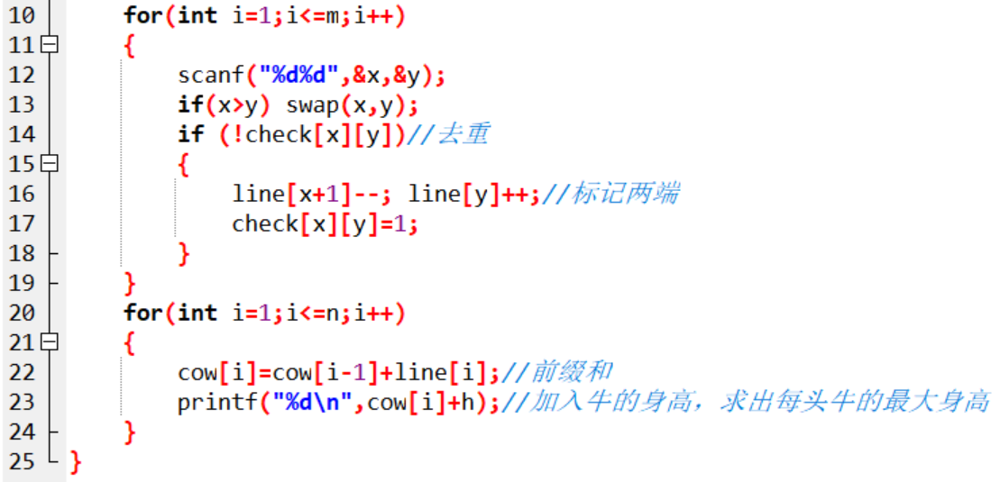 10 for(int i=1;i<=m;i++)
11 {
12 scanf("%d%d",&x,&y);
13 if(x>y) swap(x,y);
14 if (!check[x][y])//去重
15 {
16 line[x+1]--; line[y]++;//标记两端
17 check[x][y]=1;
18 }
19 }
20 for(int i=1;i<=n;i++)
21 {
22 cow[i]=cow[i-1]+line[i];//前缀和
23 printf("%d\n",cow[i]+h);//加入牛的身高，求出每头牛的最大身高
24 }
25 }